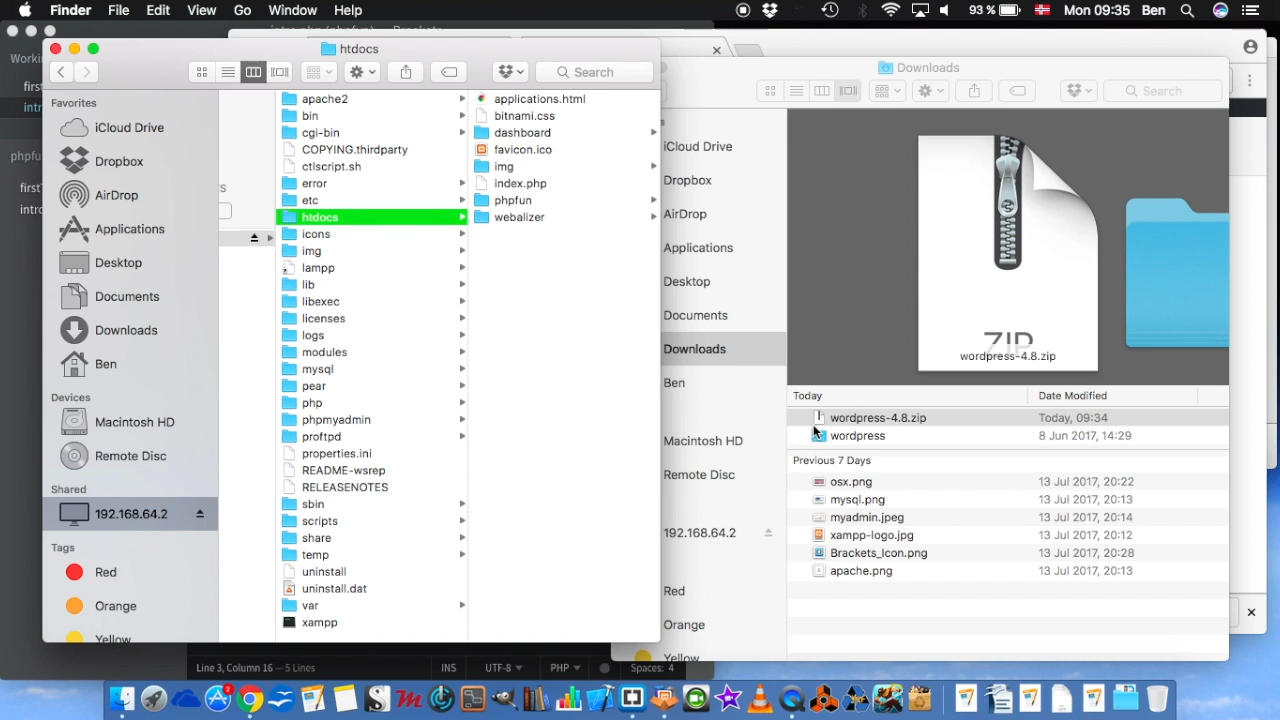 Finder File Edit View Go Window Help
93 %
Mon 09:35 Ben
Worki
firs
intr
phpfu
first
intro
htdocs
Search
Favorites
iCloud Drive
Dropbox
AirDrop
Applications
Desktop
Documents
Downloads
Ben
Devices
Macintosh HD
Remote Disc
Shared
192.168.64.2
Tags
Red
Orange
Yellow
s
apache2
bin
cgi-bin
COPYING.thirdparty
ctlscript.sh
error
etc
htdocs
icons
img
lampp
lib
libexec
licenses
logs
modules
mysql
pear
php
phpmyadmin
proftpd
properties.ini
README-wsrep
RELEASENOTES
sbin
scripts
share
temp
uninstall
uninstall.dat
var
xampp
applications.html
bitnami.css
dashboard
favicon.ico
img
index.php
phpfun
webalizer
Downloads
Search
s
iCloud Drive
Dropbox
AirDrop
Applications
Desktop
Documents
Downloads
Ben
Macintosh HD
Remote Disc
192.168.64.2
Red
Orange
Yellow
ZIP
wordpress-4.8.zip
Today Date Modified
wordpress-4.8.zip Today, 09:34
wordpress 8 Jun 2017, 14:29
Previous 7 Days
osx.png 13 Jul 2017, 20:22
mysql.png 13 Jul 2017, 20:13
myadmin.jpeg 13 Jul 2017, 20:14
xampp-logo.jpg 13 Jul 2017, 20:12
Brackets_Icon.png 13 Jul 2017, 20:28
apache.png 13 Jul 2017, 20:13
Line 3, Column 16 — 5 Lines
INS UTF-8 PHP Spaces: 4
2